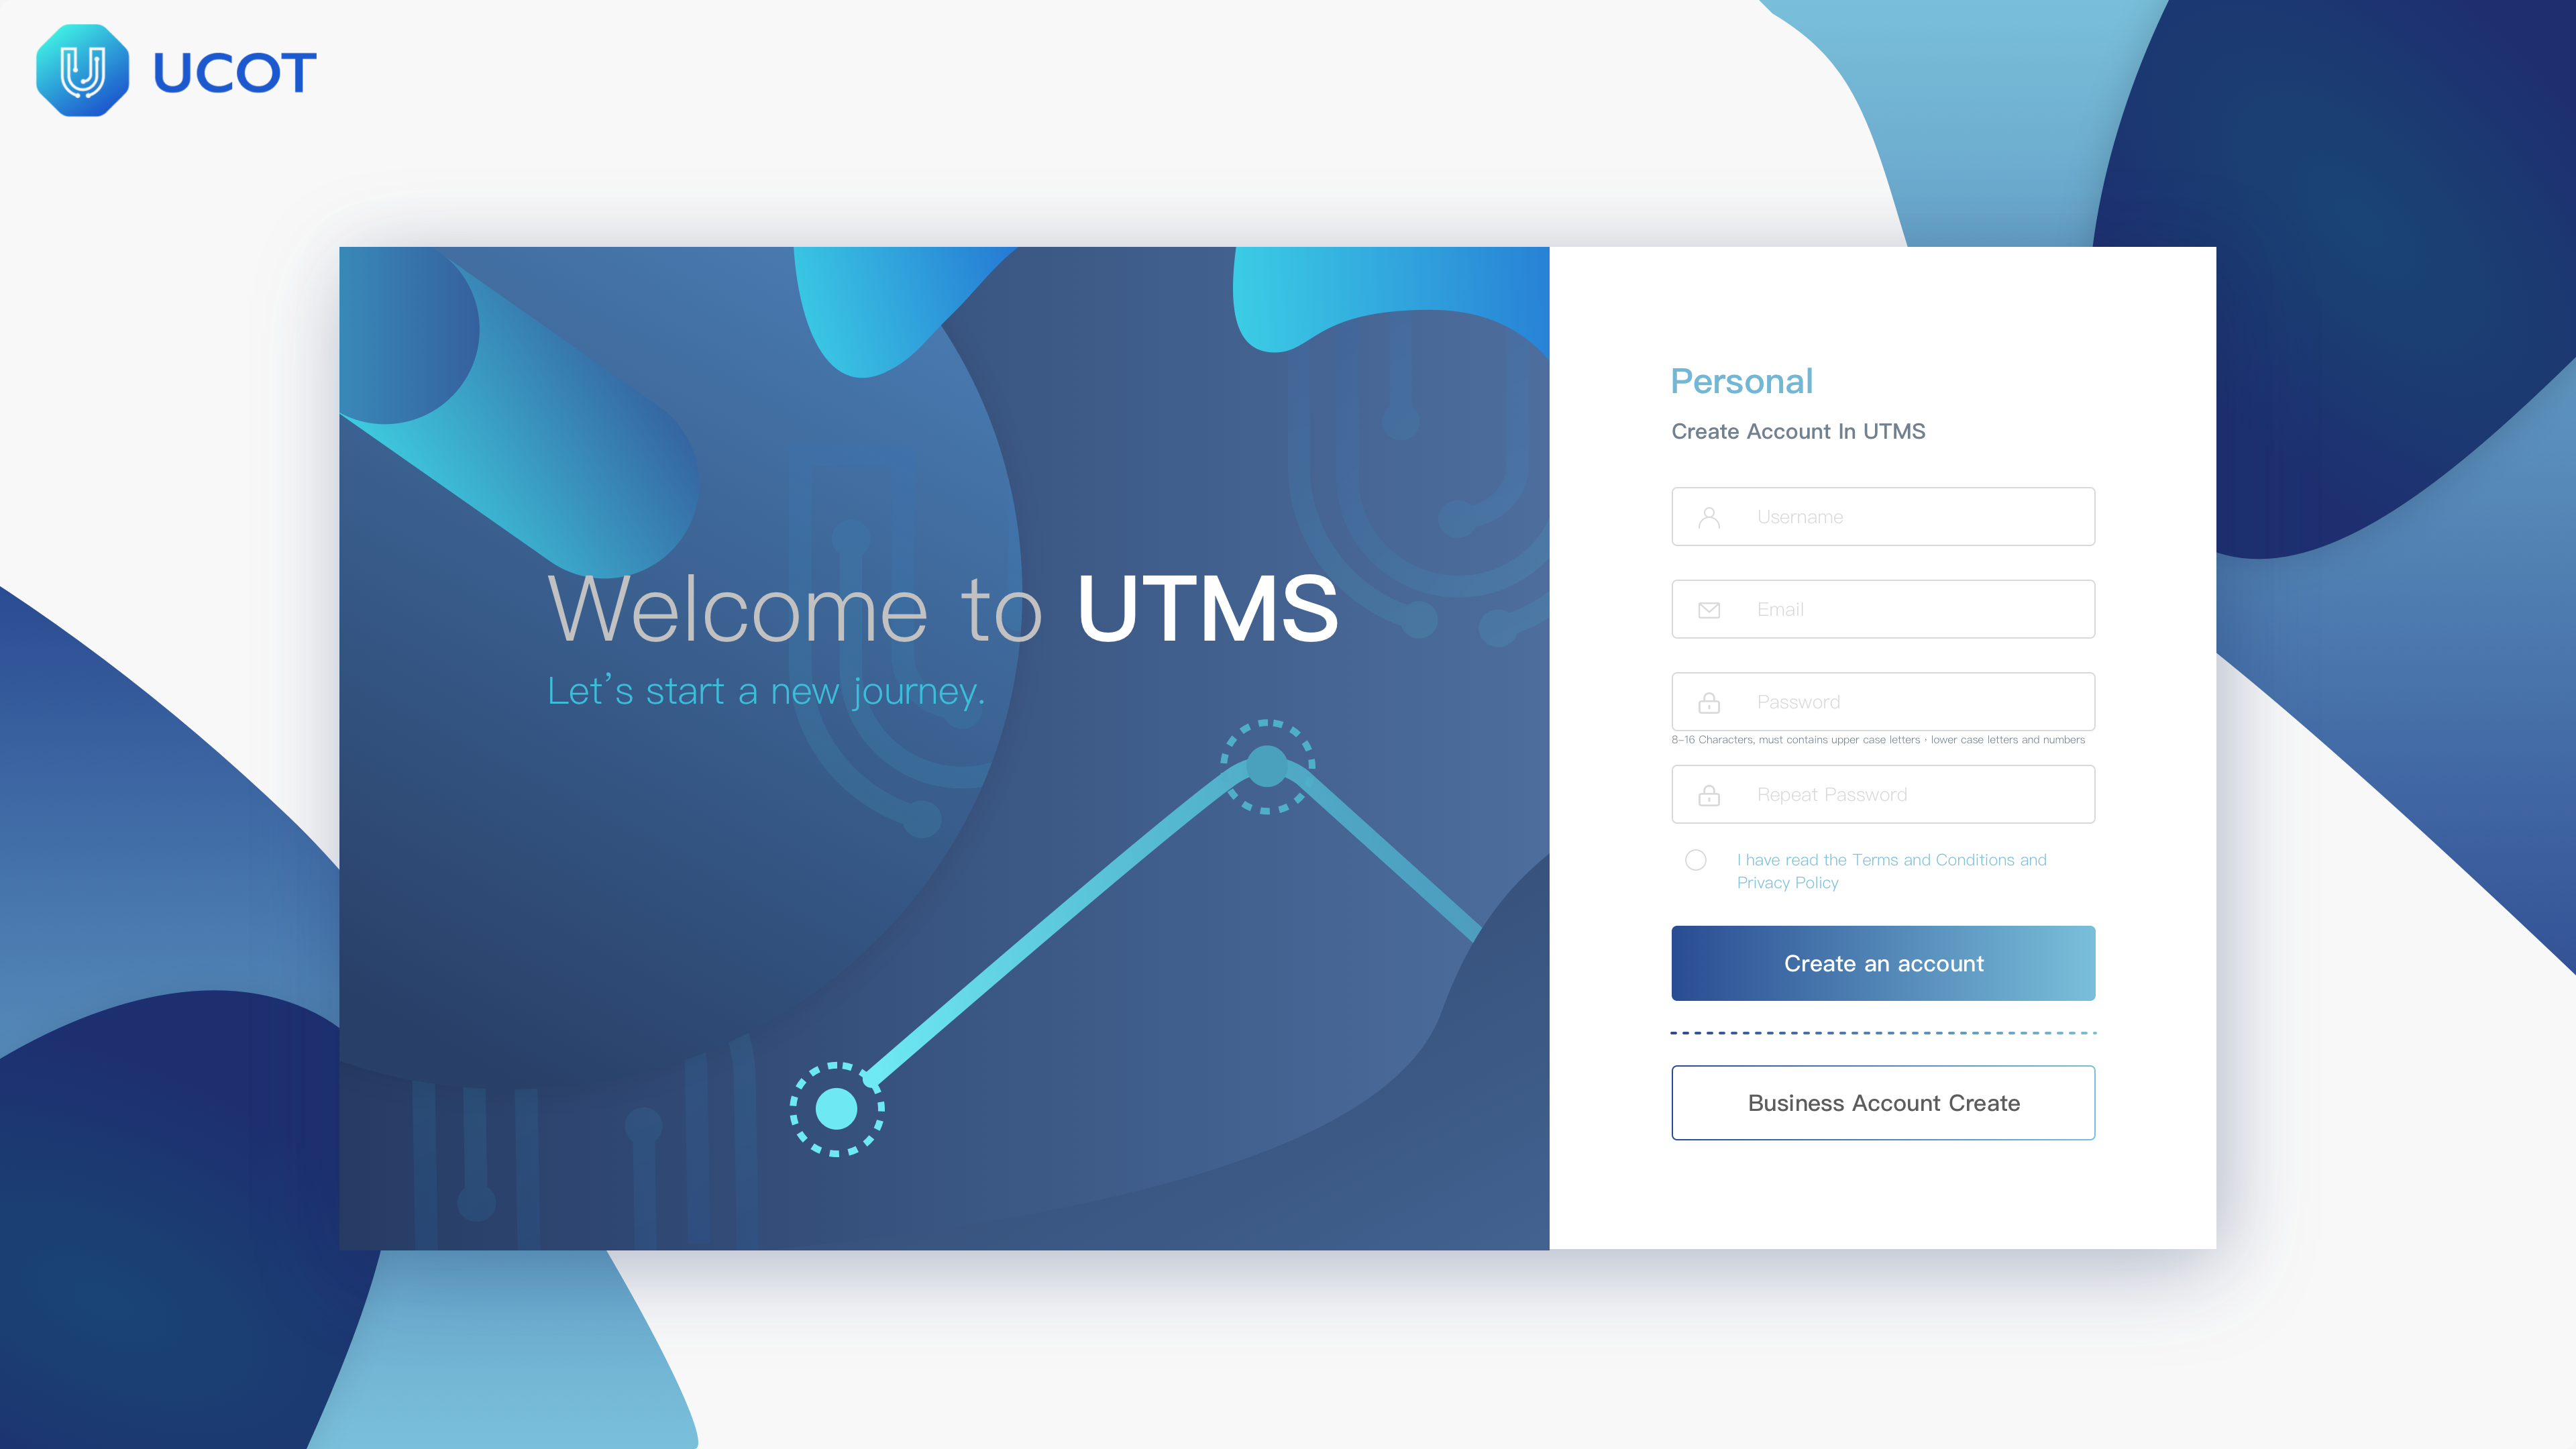 UCOT
Welcome to UTMS
Let's start a new journey.
Personal
Create Account In UTMS
Username
Email
Password
8-16 Characters, must contains upper case letters · lower case letters and numbers
Repeat Password
I have read the Terms and Conditions and
Privacy Policy
Create an account
Business Account Create